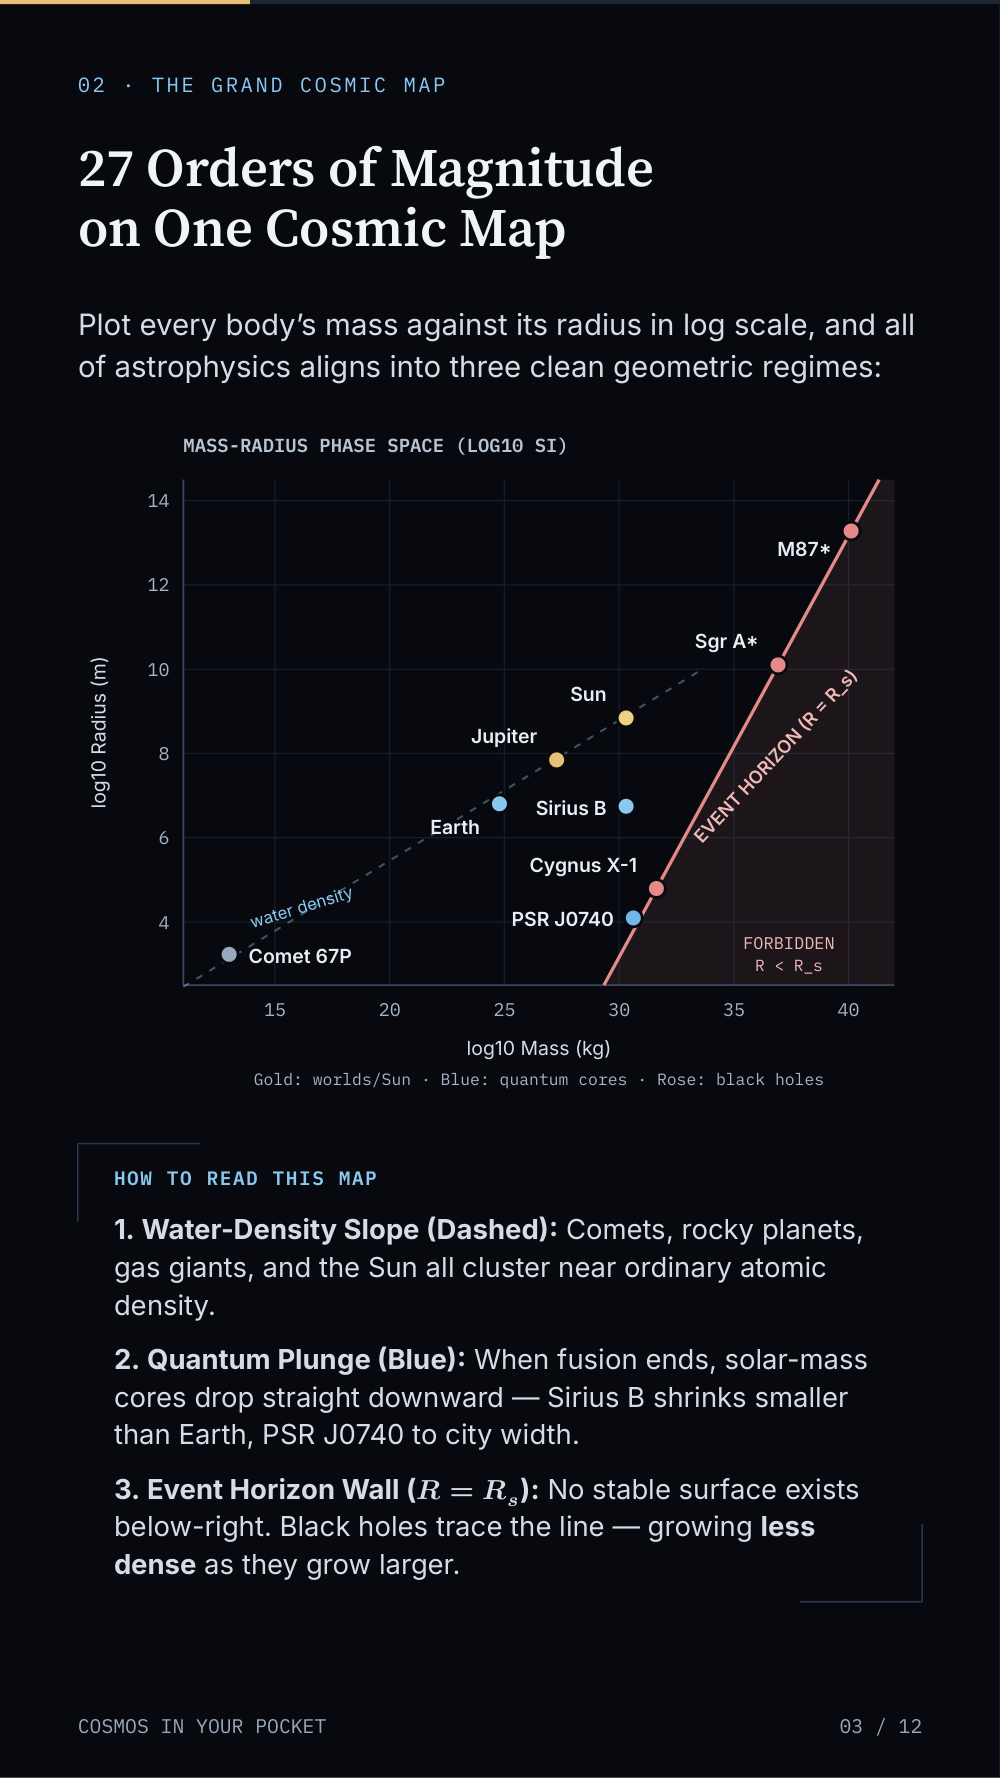 02 · THE GRAND COSMIC MAP
27 Orders of Magnitude
on One Cosmic Map
Plot every body’s mass against its radius in log scale, and all
of astrophysics aligns into three clean geometric regimes:
MASS-RADIUS PHASE SPACE (LOG10 SI)
14
12
10
8
6
4
log10 Radius (m)
M87*
Sgr A*
Sun
Jupiter
Sirius B
Earth
Cygnus X-1
PSR J0740
water density
Comet 67P
EVENT HORIZON (R = R_s)
FORBIDDEN
R < R_s
15 20 25 30 35 40
log10 Mass (kg)
Gold: worlds/Sun · Blue: quantum cores · Rose: black holes
HOW TO READ THIS MAP
1. Water-Density Slope (Dashed): Comets, rocky planets,
gas giants, and the Sun all cluster near ordinary atomic
density.
2. Quantum Plunge (Blue): When fusion ends, solar-mass
cores drop straight downward — Sirius B shrinks smaller
than Earth, PSR J0740 to city width.
3. Event Horizon Wall (R = Rₛ): No stable surface exists
below-right. Black holes trace the line — growing less
dense as they grow larger.
COSMOS IN YOUR POCKET
03 / 12